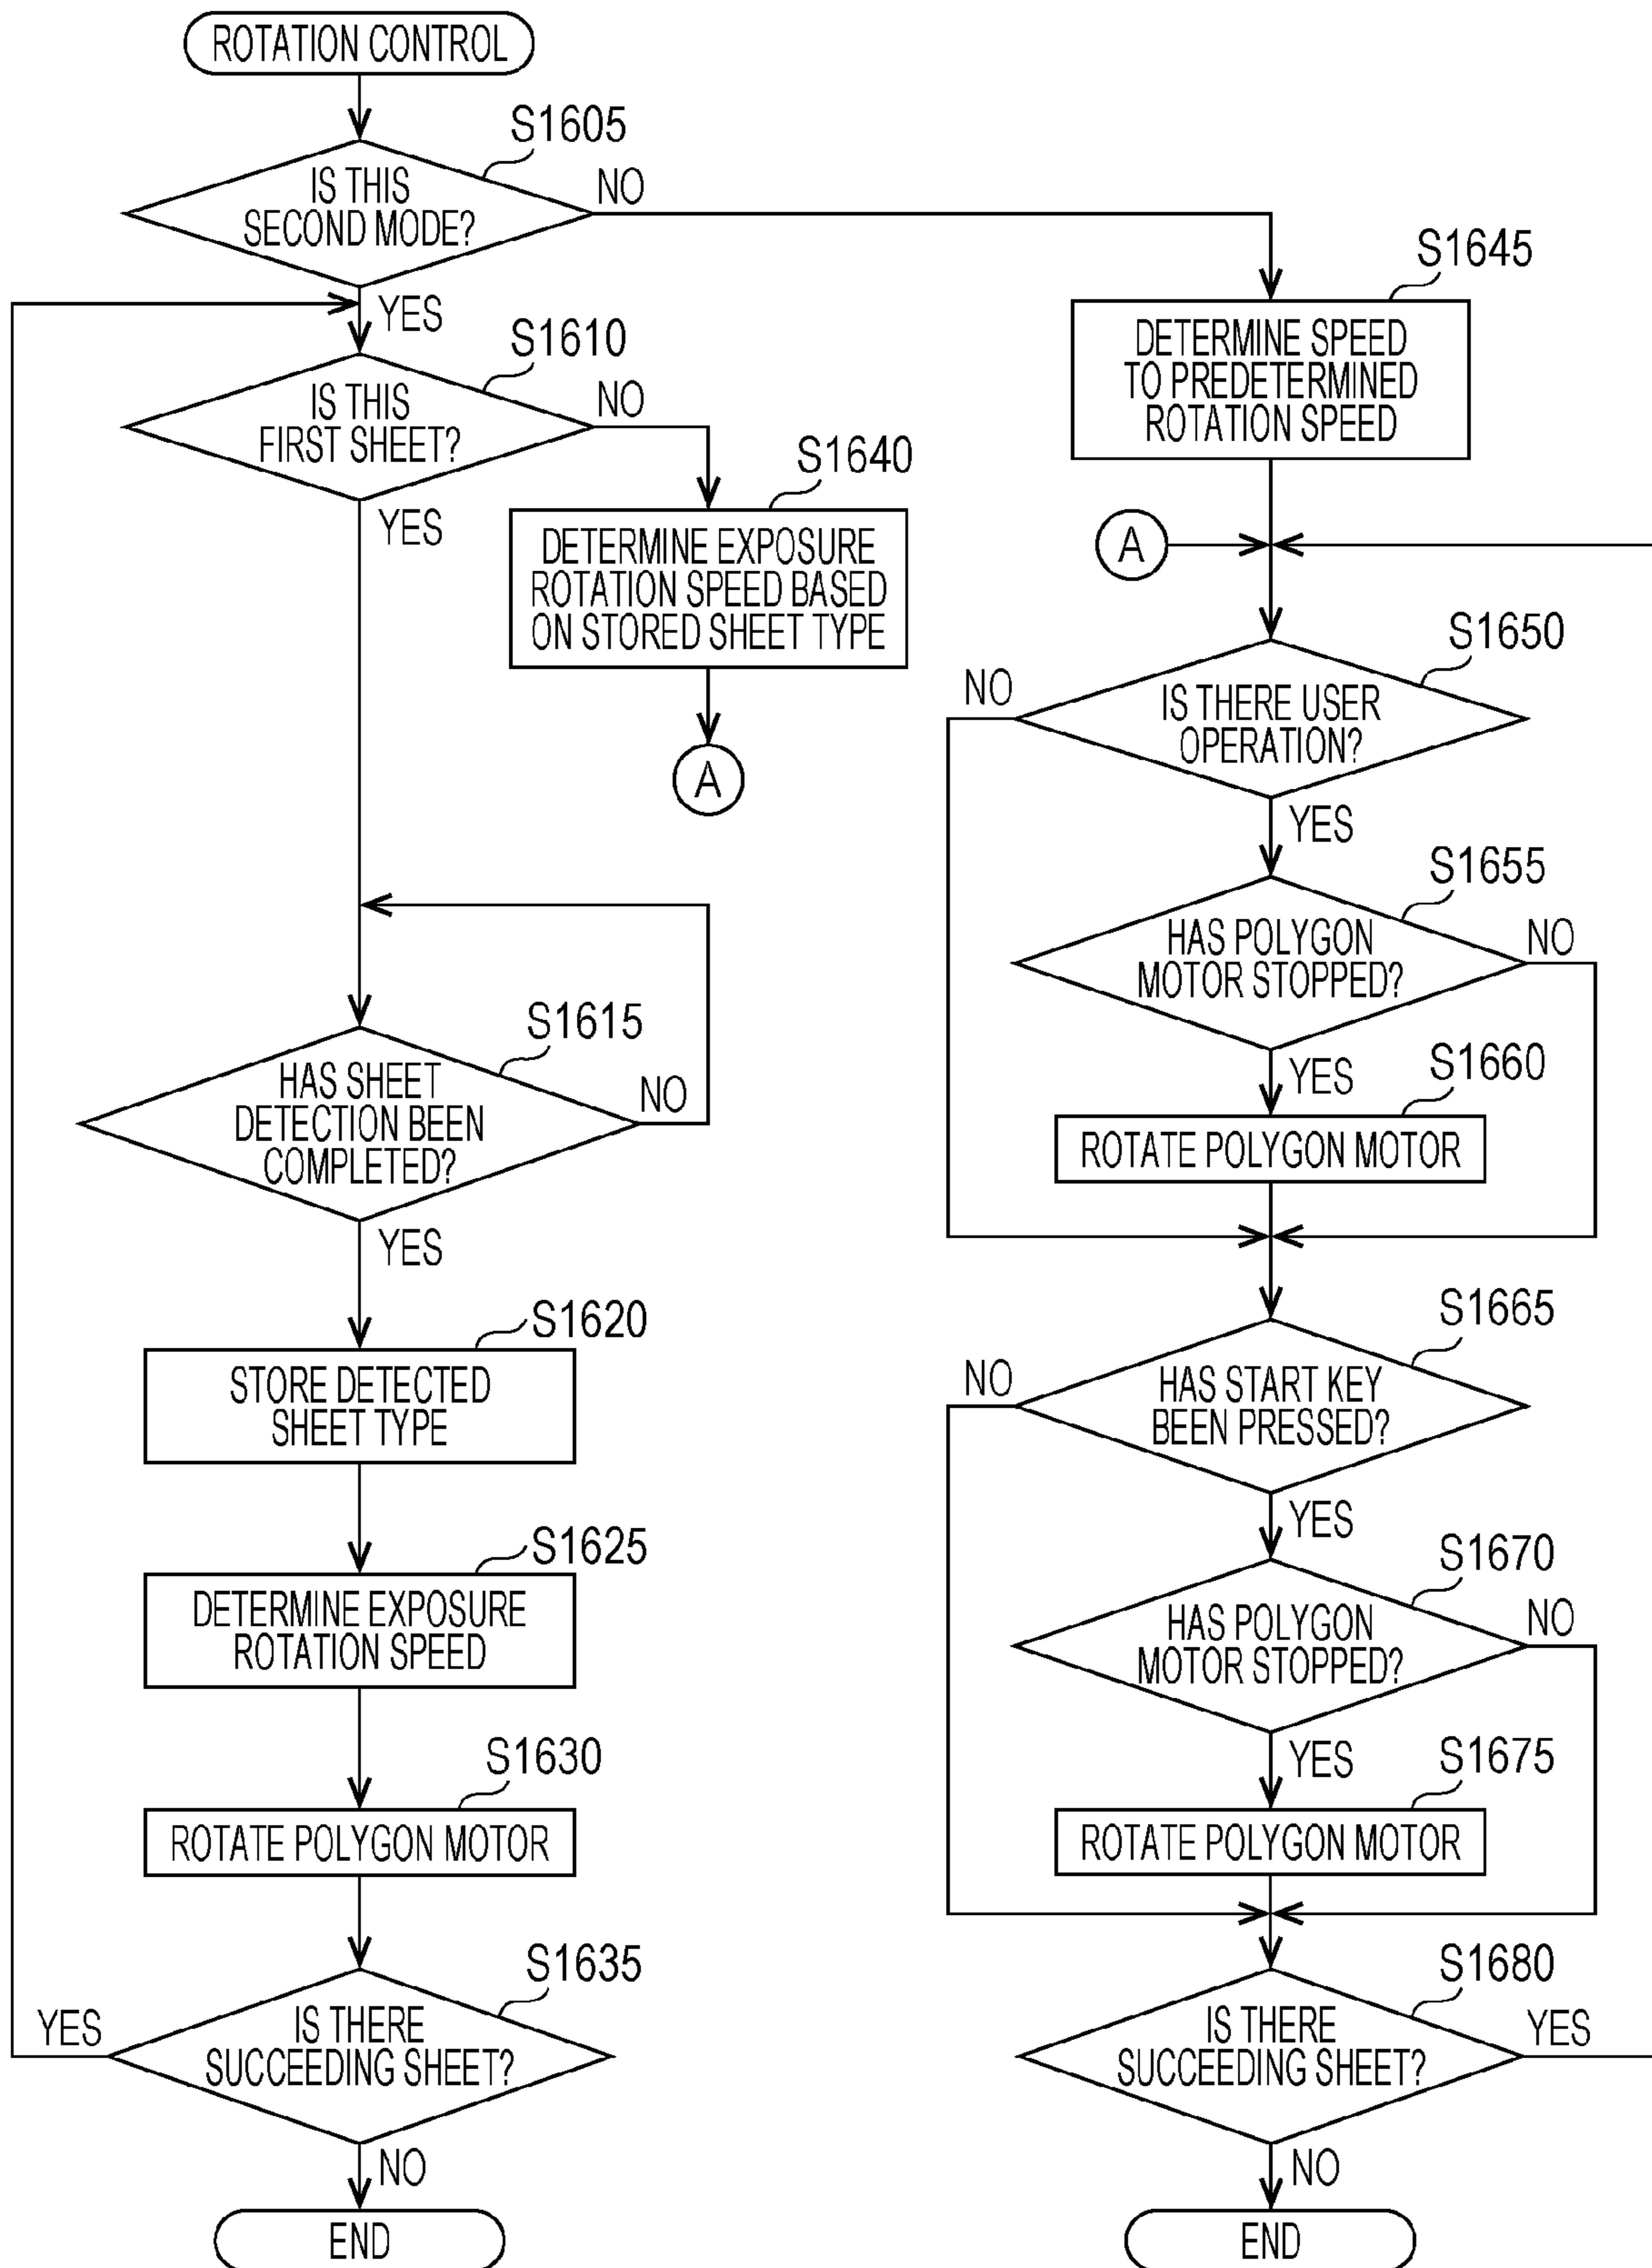 ROTATION CONTROL
S1605
IS THIS
SECOND MODE?
NO
YES
S1610
IS THIS
FIRST SHEET?
NO
YES
S1640
DETERMINE EXPOSURE
ROTATION SPEED BASED
ON STORED SHEET TYPE
A
S1615
HAS SHEET
DETECTION BEEN
COMPLETED?
NO
YES
S1620
STORE DETECTED
SHEET TYPE
S1625
DETERMINE EXPOSURE
ROTATION SPEED
S1630
ROTATE POLYGON MOTOR
S1635
IS THERE
SUCCEEDING SHEET?
YES
NO
END
S1645
DETERMINE SPEED
TO PREDETERMINED
ROTATION SPEED
A
S1650
IS THERE USER
OPERATION?
NO
YES
S1655
HAS POLYGON
MOTOR STOPPED?
NO
YES
S1660
ROTATE POLYGON MOTOR
S1665
HAS START KEY
BEEN PRESSED?
NO
YES
S1670
HAS POLYGON
MOTOR STOPPED?
NO
YES
S1675
ROTATE POLYGON MOTOR
S1680
IS THERE
SUCCEEDING SHEET?
YES
NO
END